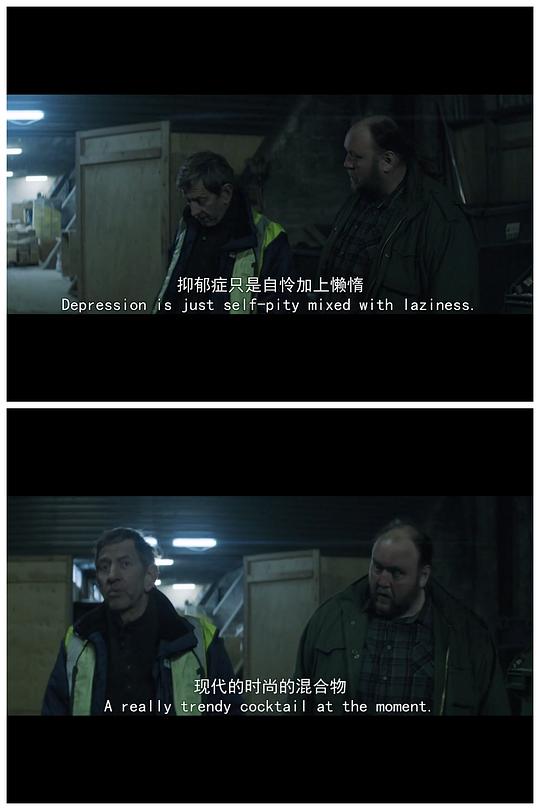 抑郁症只是自怜加上懒惰
Depression is just self-pity mixed with laziness.
现代的时尚的混合物
A really trendy cocktail at the moment.